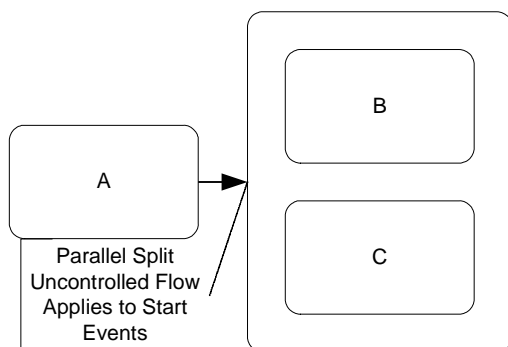 A
B
C
Parallel Split
Uncontrolled Flow
Applies to Start
Events